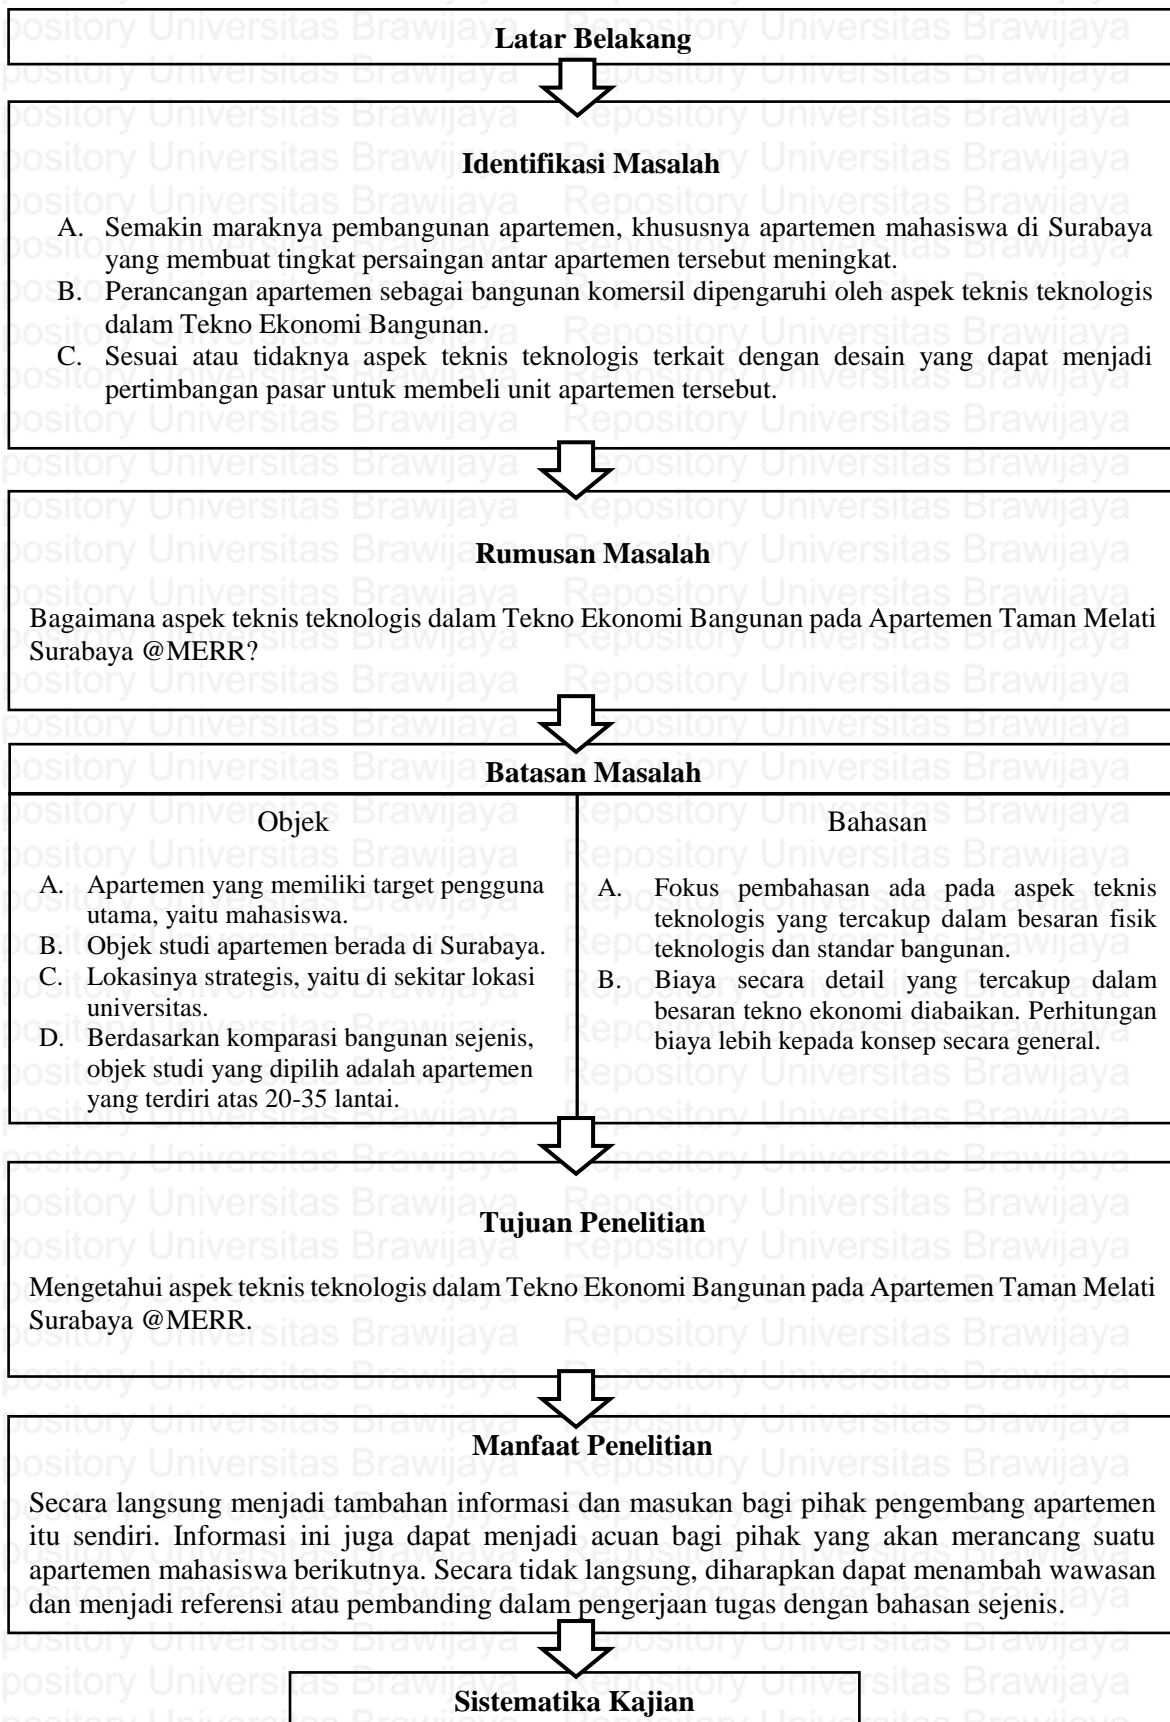 Latar Belakang
Identifikasi Masalah
A. Semakin maraknya pembangunan apartemen, khususnya apartemen mahasiswa di Surabaya
yang membuat tingkat persaingan antar apartemen tersebut meningkat.
B. Perancangan apartemen sebagai bangunan komersil dipengaruhi oleh aspek teknis teknologis
dalam Tekno Ekonomi Bangunan.
C. Sesuai atau tidaknya aspek teknis teknologis terkait dengan desain yang dapat menjadi
pertimbangan pasar untuk membeli unit apartemen tersebut.
Rumusan Masalah
Bagaimana aspek teknis teknologis dalam Tekno Ekonomi Bangunan pada Apartemen Taman Melati
Surabaya @MERR?
Batasan Masalah
Objek
A. Apartemen yang memiliki target pengguna
utama, yaitu mahasiswa.
B. Objek studi apartemen berada di Surabaya.
C. Lokasinya strategis, yaitu di sekitar lokasi
universitas.
D. Berdasarkan komparasi bangunan sejenis,
objek studi yang dipilih adalah apartemen
yang terdiri atas 20-35 lantai.
Bahasan
A. Fokus pembahasan ada pada aspek teknis
teknologis yang tercakup dalam besaran fisik
teknologis dan standar bangunan.
B. Biaya secara detail yang tercakup dalam
besaran tekno ekonomi diabaikan. Perhitungan
biaya lebih kepada konsep secara general.
Tujuan Penelitian
Mengetahui aspek teknis teknologis dalam Tekno Ekonomi Bangunan pada Apartemen Taman Melati
Surabaya @MERR.
Manfaat Penelitian
Secara langsung menjadi tambahan informasi dan masukan bagi pihak pengembang apartemen
itu sendiri. Informasi ini juga dapat menjadi acuan bagi pihak yang akan merancang suatu
apartemen mahasiswa berikutnya. Secara tidak langsung, diharapkan dapat menambah wawasan
dan menjadi referensi atau pembanding dalam pengerjaan tugas dengan bahasan sejenis.
Sistematika Kajian